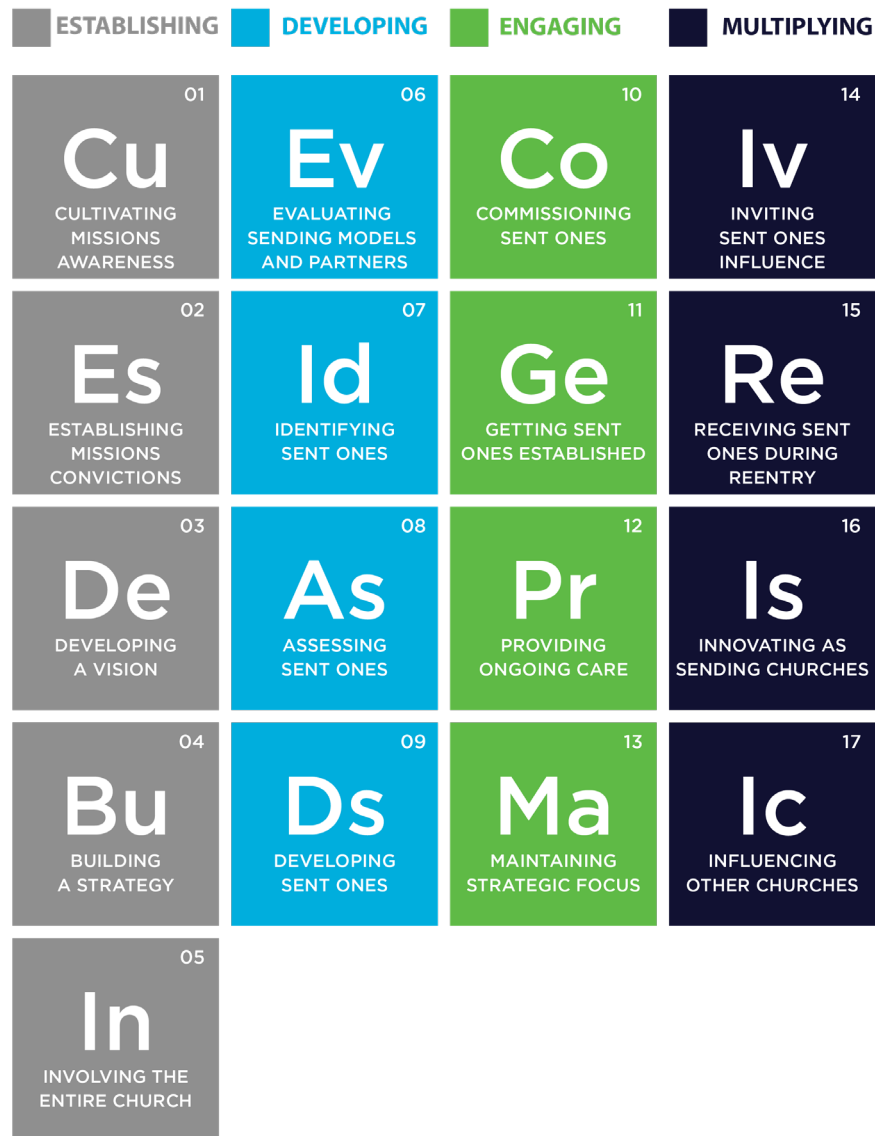 ESTABLISHING
DEVELOPING
ENGAGING
MULTIPLYING
01
Cu
CULTIVATING
MISSIONS
AWARENESS
02
Es
ESTABLISHING
MISSIONS
CONVICTIONS
03
De
DEVELOPING
A VISION
04
Bu
BUILDING
A STRATEGY
05
In
INVOLVING THE
ENTIRE CHURCH
06
Ev
EVALUATING
SENDING MODELS
AND PARTNERS
07
Id
IDENTIFYING
SENT ONES
08
As
ASSESSING
SENT ONES
09
Ds
DEVELOPING
SENT ONES
10
Co
COMMISSIONING
SENT ONES
11
Ge
GETTING SENT
ONES ESTABLISHED
12
Pr
PROVIDING
ONGOING CARE
13
Ma
MAINTAINING
STRATEGIC FOCUS
14
Iv
INVITING
SENT ONES
INFLUENCE
15
Re
RECEIVING SENT
ONES DURING
REENTRY
16
Is
INNOVATING AS
SENDING CHURCHES
17
Ic
INFLUENCING
OTHER CHURCHES